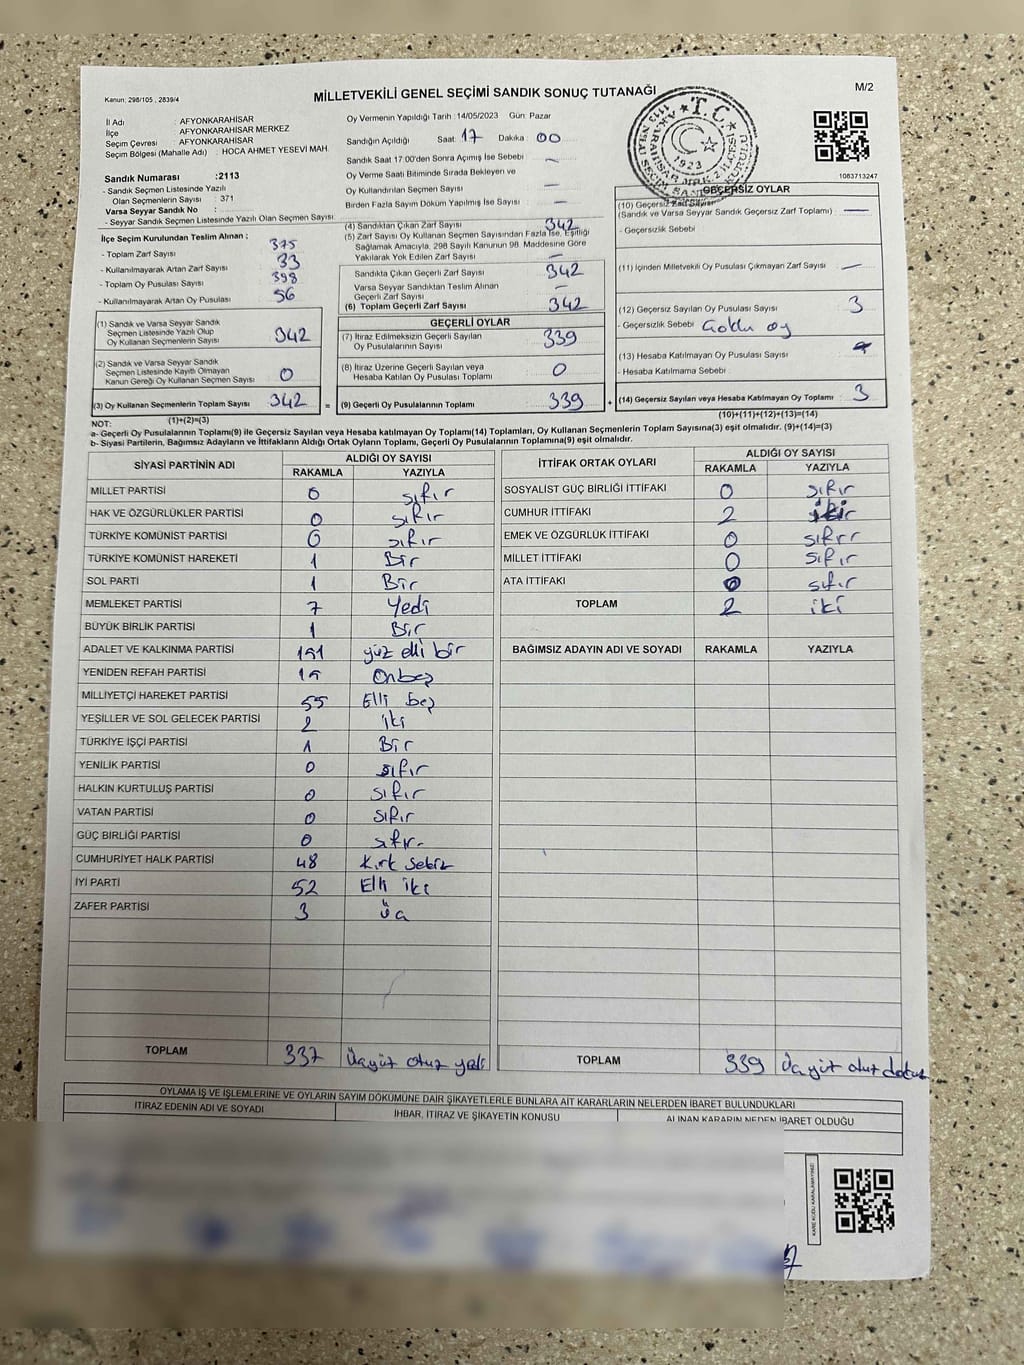 Kanun: 298/105 , 2839/4
MİLLETVEKİLİ GENEL SEÇİMİ SANDIK SONUÇ TUTANAĞI
M/2
İl Adı : AFYONKARAHİSAR
İlçe : AFYONKARAHİSAR MERKEZ
Seçim Çevresi : AFYONKARAHİSAR
Seçim Bölgesi (Mahalle Adı) : HOCA AHMET YESEVİ MAH.
Sandık Numarası :2113
- Sandık Seçmen Listesinde Yazılı
Olan Seçmenlerin Sayısı : 371
Varsa Seyyar Sandık No :
- Seyyar Sandık Seçmen Listesinde Yazılı Olan Seçmen Sayısı
İlçe Seçim Kurulundan Teslim Alınan :
- Toplam Zarf Sayısı 375
- Kullanılmayarak Artan Zarf Sayısı 33
- Toplam Oy Pusulası Sayısı 398
- Kullanılmayarak Artan Oy Pusulası 56
(1) Sandık ve Varsa Seyyar Sandık
Seçmen Listesinde Yazılı Olup
Oy Kullanan Seçmenlerin Sayısı 342
(2) Sandık ve Varsa Seyyar Sandık
Seçmen Listesinde Kayıtlı Olmayan
Kanun Gereği Oy Kullanan Seçmen Sayısı 0
(3) Oy Kullanan Seçmenlerin Toplam Sayısı 342 =
(1)+(2)=(3)
Oy Vermenin Yapıldığı Tarih :14/05/2023 Gün Pazar
Sandığın Açıldığı Saat: 17 Dakika : 00
Sandık Saat 17.00'den Sonra Açılmış İse Sebebi —
Oy Verme Saati Bitiminde Sırada Bekleyen ve
Oy Kullandırılan Seçmen Sayısı —
Birden Fazla Sayım Döküm Yapılmış İse Sayısı —
(4) Sandıktan Çıkan Zarf Sayısı 342
(5) Zarf Sayısı Oy Kullanan Seçmen Sayısından Fazla İse, Eşitliği
Sağlamak Amacıyla, 298 Sayılı Kanunun 98. Maddesine Göre
Yakılarak Yok Edilen Zarf Sayısı —
Sandıkta Çıkan Geçerli Zarf Sayısı 342
Varsa Seyyar Sandıktan Teslim Alınan
Geçerli Zarf Sayısı —
(6) Toplam Geçerli Zarf Sayısı 342
GEÇERLİ OYLAR
(7) İtiraz Edilmeksizin Geçerli Sayılan
Oy Pusulalarının Sayısı 339
(8) İtiraz Üzerine Geçerli Sayılan veya
Hesaba Katılan Oy Pusulası Toplamı 0
(9) Geçerli Oy Pusulalarının Toplamı 339 +
T.C.
1923
1083713247
GEÇERSİZ OYLAR
(10) Geçersiz Zarf Sayısı —
(Sandık ve Varsa Seyyar Sandık Geçersiz Zarf Toplamı)
- Geçersizlik Sebebi
(11) İçinden Milletvekili Oy Pusulası Çıkmayan Zarf Sayısı —
(12) Geçersiz Sayılan Oy Pusulası Sayısı 3
- Geçersizlik Sebebi oy
(13) Hesaba Katılmayan Oy Pusulası Sayısı
- Hesaba Katılmama Sebebi
(14) Geçersiz Sayılan veya Hesaba Katılmayan Oy Toplamı 3
(10)+(11)+(12)+(13)=(14)
NOT:
a- Geçerli Oy Pusulalarının Toplamı(9) ile Geçersiz Sayılan veya Hesaba Katılmayan Oy Toplamı(14) Toplamları, Oy Kullanan Seçmenlerin Toplam Sayısına(3) eşit olmalıdır. (9)+(14)=(3)
b- Siyasi Partilerin, Bağımsız Adayların ve İttifakların Aldığı Ortak Oyların Toplamı, Geçerli Oy Pusulalarının Toplamına(9) eşit olmalıdır.
SİYASİ PARTİNİN ADI ALDIĞI OY SAYISI
RAKAMLA YAZIYLA
MİLLET PARTİSİ 0 sıfır
HAK VE ÖZGÜRLÜKLER PARTİSİ 0 sıfır
TÜRKİYE KOMÜNİST PARTİSİ 0 sıfır
TÜRKİYE KOMÜNİST HAREKETİ 1 Bir
SOL PARTİ 1 Bir
MEMLEKET PARTİSİ 7 Yedi
BÜYÜK BİRLİK PARTİSİ 1 Bir
ADALET VE KALKINMA PARTİSİ 151 yüz elli bir
YENİDEN REFAH PARTİSİ 15 Onbeş
MİLLİYETÇİ HAREKET PARTİSİ 55 Elli beş
YEŞİLLER VE SOL GELECEK PARTİSİ 2 iki
TÜRKİYE İŞÇİ PARTİSİ 1 Bir
YENİLİK PARTİSİ 0 sıfır
HALKIN KURTULUŞ PARTİSİ 0 sıfır
VATAN PARTİSİ 0 sıfır
GÜÇ BİRLİĞİ PARTİSİ 0 sıfır
CUMHURİYET HALK PARTİSİ 48 Kırk sekiz
İYİ PARTİ 52 Elli iki
ZAFER PARTİSİ 3 üç
TOPLAM 337 Üçyüz otuz yedi
İTTİFAK ORTAK OYLARI ALDIĞI OY SAYISI
RAKAMLA YAZIYLA
SOSYALİST GÜÇ BİRLİĞİ İTTİFAKI 0 sıfır
CUMHUR İTTİFAKI 2 iki
EMEK VE ÖZGÜRLÜK İTTİFAKI 0 sıfır
MİLLET İTTİFAKI 0 sıfır
ATA İTTİFAKI 0 sıfır
TOPLAM 2 iki
BAĞIMSIZ ADAYIN ADI VE SOYADI RAKAMLA YAZIYLA
TOPLAM 339 Üçyüz otuz dokuz
OYLAMA İŞ VE İŞLEMLERİNE VE OYLARIN SAYIM DÖKÜMÜNE DAİR ŞİKAYETLERLE BUNLARA AİT KARARLARIN NELERDEN İBARET BULUNDUKLARI
İTİRAZ EDENİN ADI VE SOYADI İHBAR, İTİRAZ VE ŞİKAYETİN KONUSU ALINAN KARARIN NEDEN İBARET OLDUĞU
KARE KODU KARALAMAYINIZ!